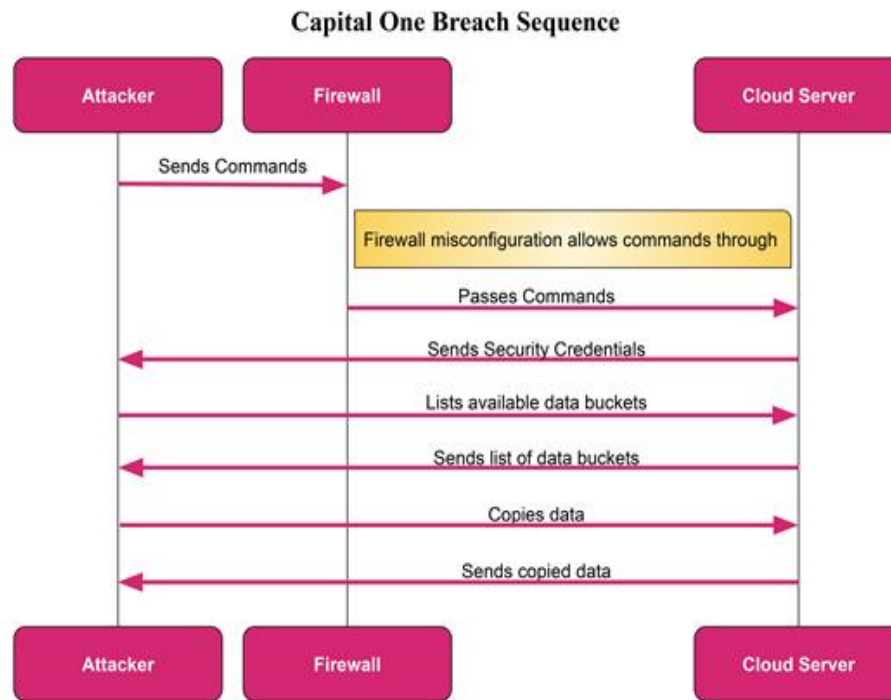 Capital One Breach Sequence
Attacker
Firewall
Cloud Server
Sends Commands
Firewall misconfiguration allows commands through
Passes Commands
Sends Security Credentials
Lists available data buckets
Sends list of data buckets
Copies data
Sends copied data
Attacker
Firewall
Cloud Server